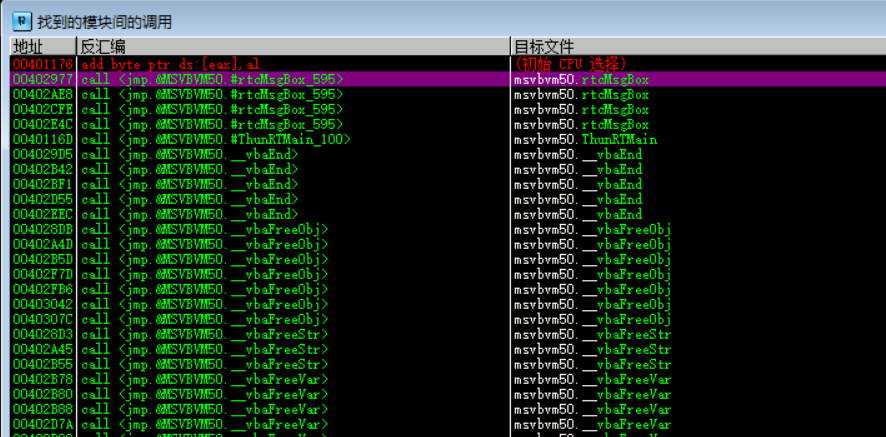 找到的模块间的调用
地址 反汇编 目标文件
00401176 add byte ptr ds:[eax],al (初始 CPU 选择)
00402977 call <jmp.&MSVBVM50.#rtcMsgBox_595> msvbvm50.rtcMsgBox
00402AE8 call <jmp.&MSVBVM50.#rtcMsgBox_595> msvbvm50.rtcMsgBox
00402CFE call <jmp.&MSVBVM50.#rtcMsgBox_595> msvbvm50.rtcMsgBox
00402E4C call <jmp.&MSVBVM50.#rtcMsgBox_595> msvbvm50.rtcMsgBox
0040116D call <jmp.&MSVBVM50.#ThunRTMain_100> msvbvm50.ThunRTMain
004029D5 call <jmp.&MSVBVM50.__vbaEnd> msvbvm50.__vbaEnd
00402B42 call <jmp.&MSVBVM50.__vbaEnd> msvbvm50.__vbaEnd
00402BF1 call <jmp.&MSVBVM50.__vbaEnd> msvbvm50.__vbaEnd
00402D55 call <jmp.&MSVBVM50.__vbaEnd> msvbvm50.__vbaEnd
00402EEC call <jmp.&MSVBVM50.__vbaEnd> msvbvm50.__vbaEnd
004028DB call <jmp.&MSVBVM50.__vbaFreeObj> msvbvm50.__vbaFreeObj
00402A4D call <jmp.&MSVBVM50.__vbaFreeObj> msvbvm50.__vbaFreeObj
00402B5D call <jmp.&MSVBVM50.__vbaFreeObj> msvbvm50.__vbaFreeObj
00402F7D call <jmp.&MSVBVM50.__vbaFreeObj> msvbvm50.__vbaFreeObj
00402FB6 call <jmp.&MSVBVM50.__vbaFreeObj> msvbvm50.__vbaFreeObj
00403042 call <jmp.&MSVBVM50.__vbaFreeObj> msvbvm50.__vbaFreeObj
0040307C call <jmp.&MSVBVM50.__vbaFreeObj> msvbvm50.__vbaFreeObj
004028D3 call <jmp.&MSVBVM50.__vbaFreeStr> msvbvm50.__vbaFreeStr
00402A45 call <jmp.&MSVBVM50.__vbaFreeStr> msvbvm50.__vbaFreeStr
00402B55 call <jmp.&MSVBVM50.__vbaFreeStr> msvbvm50.__vbaFreeStr
00402B78 call <jmp.&MSVBVM50.__vbaFreeVar> msvbvm50.__vbaFreeVar
00402B80 call <jmp.&MSVBVM50.__vbaFreeVar> msvbvm50.__vbaFreeVar
00402B88 call <jmp.&MSVBVM50.__vbaFreeVar> msvbvm50.__vbaFreeVar
00402D7A call <jmp.&MSVBVM50.__vbaFreeVar> msvbvm50.__vbaFreeVar